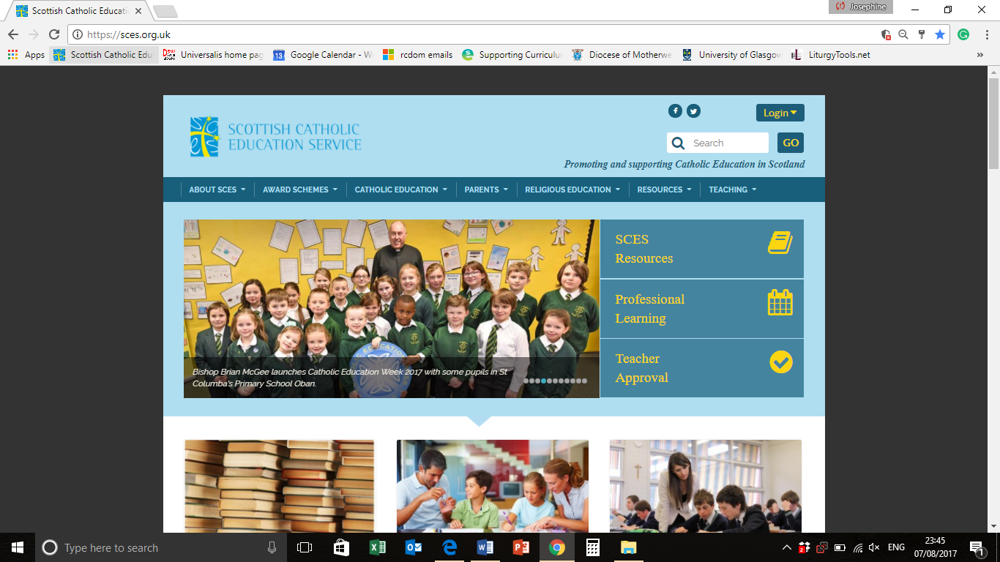 Scottish Catholic Educati
Josephine
https://sces.org.uk
Apps
Scottish Catholic Edu
Universalis home pag
13
Google Calendar - W
rcdom emails
Supporting Curriculu
Diocese of Motherwe
University of Glasgow
LiturgyTools.net
»
Login
SCOTTISH CATHOLIC
EDUCATION SERVICE
Search
GO
Promoting and supporting Catholic Education in Scotland
ABOUT SCES
AWARD SCHEMES
CATHOLIC EDUCATION
PARENTS
RELIGIOUS EDUCATION
RESOURCES
TEACHING
SCES
Resources
Professional
Learning
Teacher
Approval
Bishop Brian McGee launches Catholic Education Week 2017 with some pupils in St
Columba's Primary School Oban.
Type here to search
ENG
23:45
07/08/2017
1